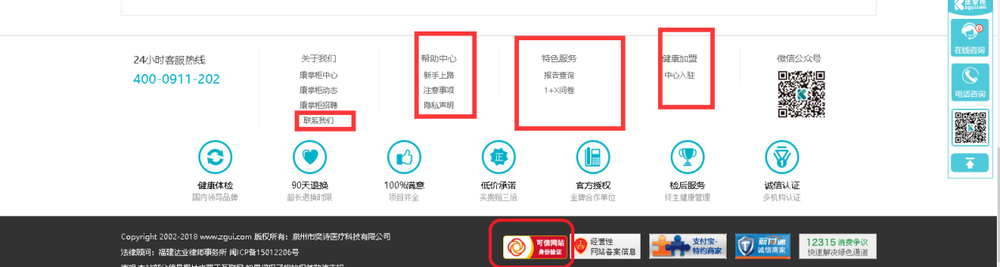 康掌柜
zgui.com
在线咨询
电话咨询
24小时客服热线
400-0911-202
关于我们
康掌柜中心
康掌柜动态
康掌柜招聘
联系我们
帮助中心
新手上路
注意事项
隐私声明
特色服务
报告查询
1+X问卷
健康加盟
中心入驻
微信公众号
健康体检
国内领导品牌
90天退换
超长退换时限
100%满意
项目齐全
正
低价承诺
买贵赔三倍
官方授权
金牌合作单位
检后服务
终生健康管理
诚信认证
多机构认证
Copyright 2002-2018 www.zgui.com 版权所有：泉州市奕诗医疗科技有限公司
法律顾问：福建达业律师事务所 闽ICP备15012206号
可信网站
身份验证
经营性
网站备案信息
支付宝-
特约商家
财付通
诚信商家
12315 消费争议
快速解决绿色通道